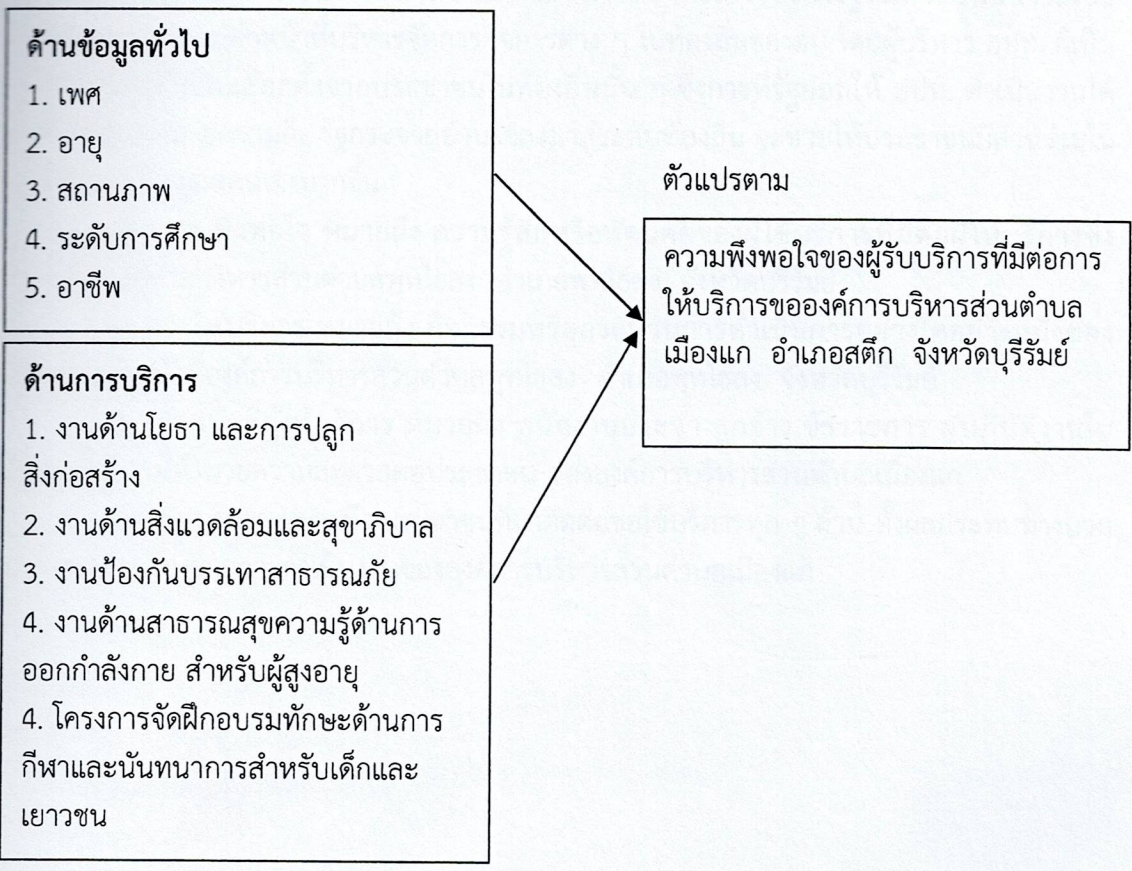 ด้านข้อมูลทั่วไป
1. เพศ
2. อายุ
3. สถานภาพ
4. ระดับการศึกษา
5. อาชีพ
ด้านการบริการ
1. งานด้านโยธา และการปลูก
สิ่งก่อสร้าง
2. งานด้านสิ่งแวดล้อมและสุขาภิบาล
3. งานป้องกันบรรเทาสาธารณภัย
4. งานด้านสาธารณสุขความรู้ด้านการ
ออกกำลังกาย สำหรับผู้สูงอายุ
4. โครงการจัดฝึกอบรมทักษะด้านการ
กีฬาและนันทนาการสำหรับเด็กและ
เยาวชน
ตัวแปรตาม
ความพึงพอใจของผู้รับบริการที่มีต่อการ
ให้บริการขององค์การบริหารส่วนตำบล
เมืองแก อำเภอสตึก จังหวัดบุรีรัมย์